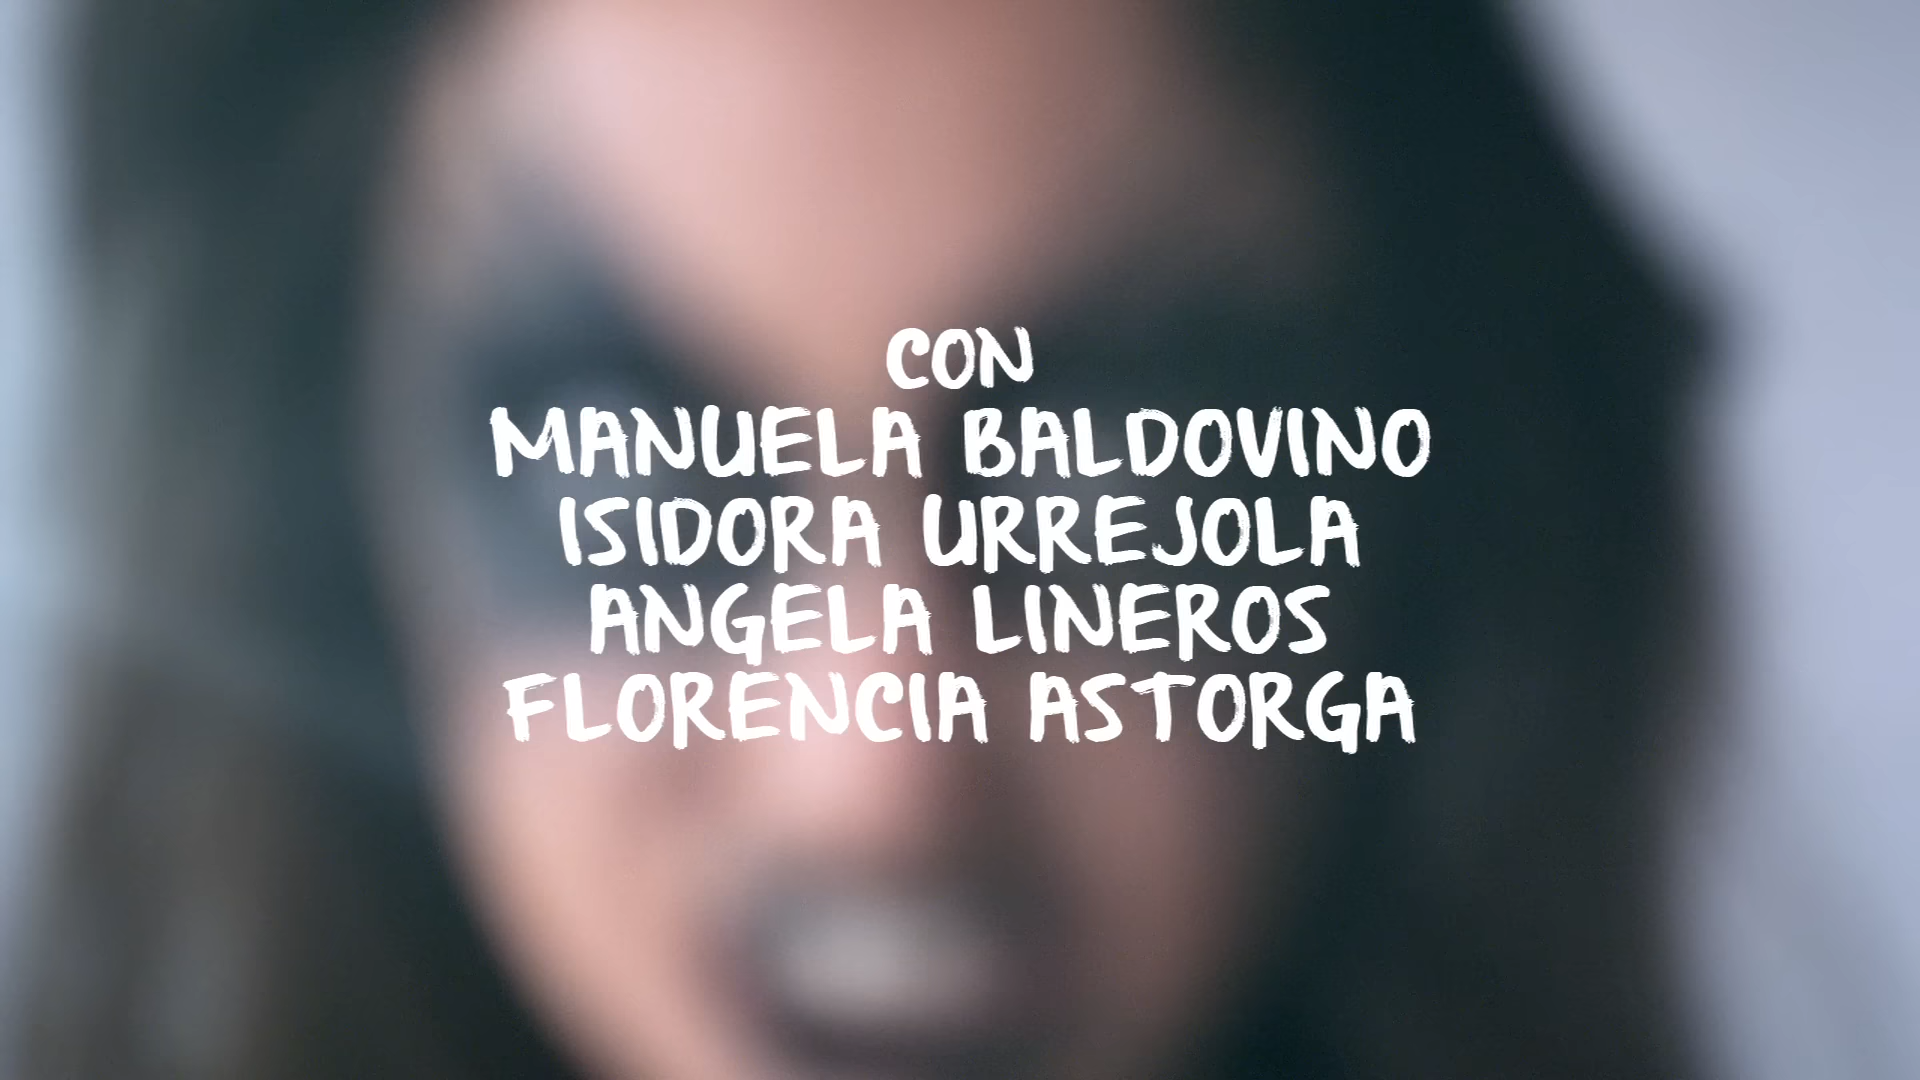 CON
MANUELA BALDOVINO
ISIDORA URREJOLA
ANGELA LINEROS
FLORENCIA ASTORGA